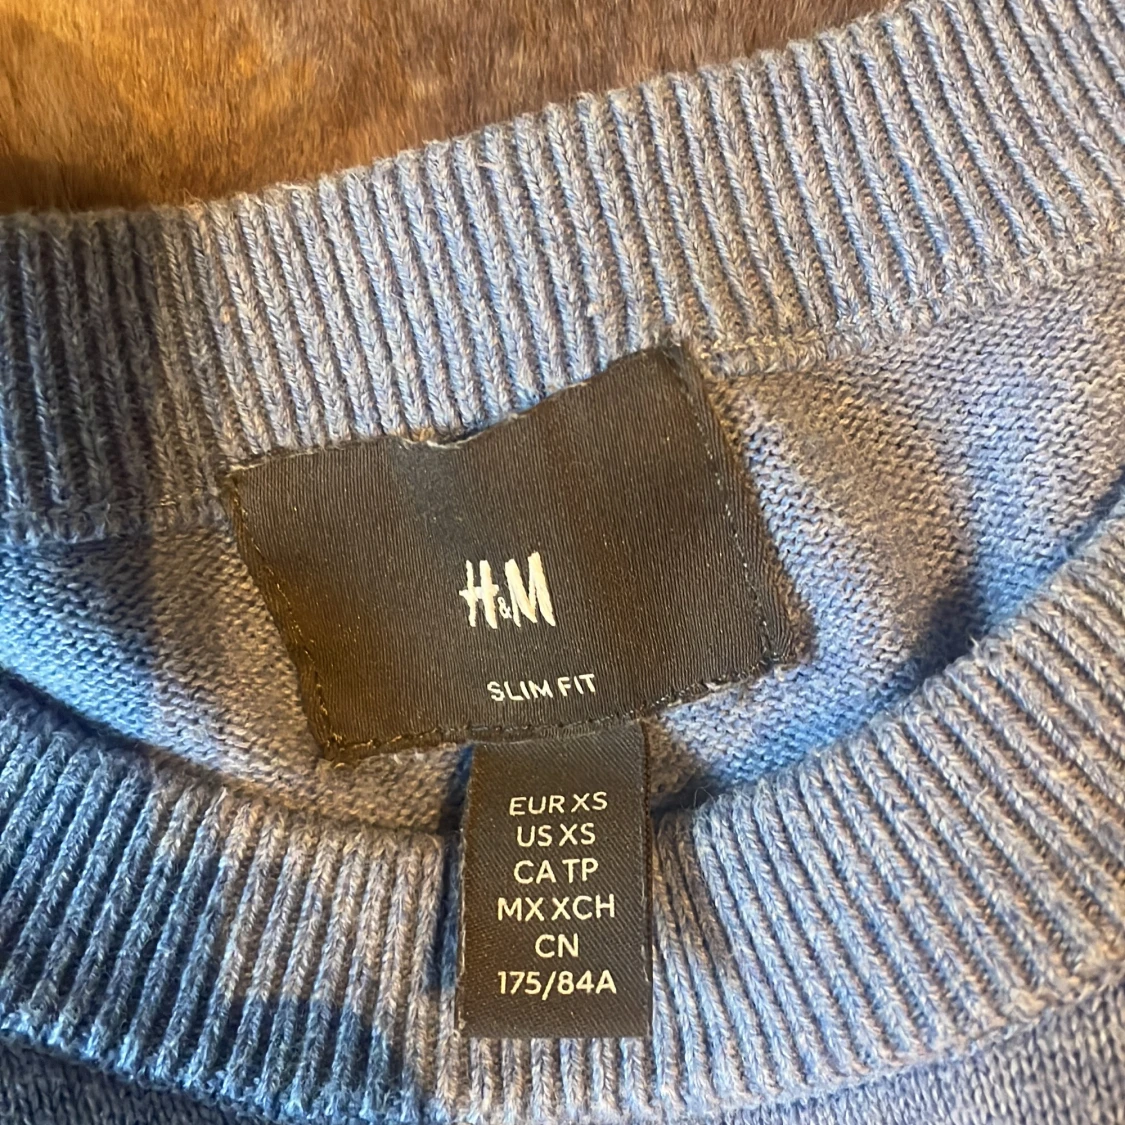 H&M
SLIM FIT
EUR XS
US XS
CA TP
MX XCH
CN
175/84A